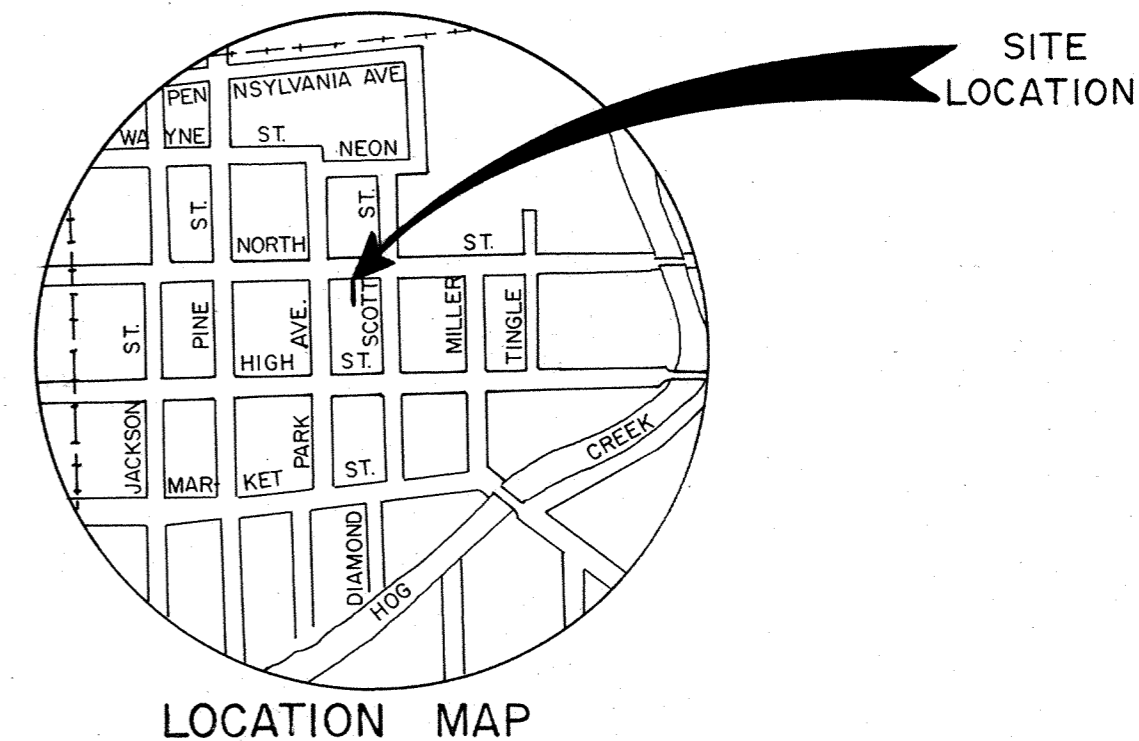 SITE
LOCATION
PEN NSYLVANIA AVE
WA YNE ST.
NEON
ST.
ST.
NORTH ST.
ST.
PINE
AVE.
SCOTT
MILLER
TINGLE
HIGH ST.
JACKSON
PARK
CREEK
MAR- KET ST.
DIAMOND
HOG
LOCATION MAP